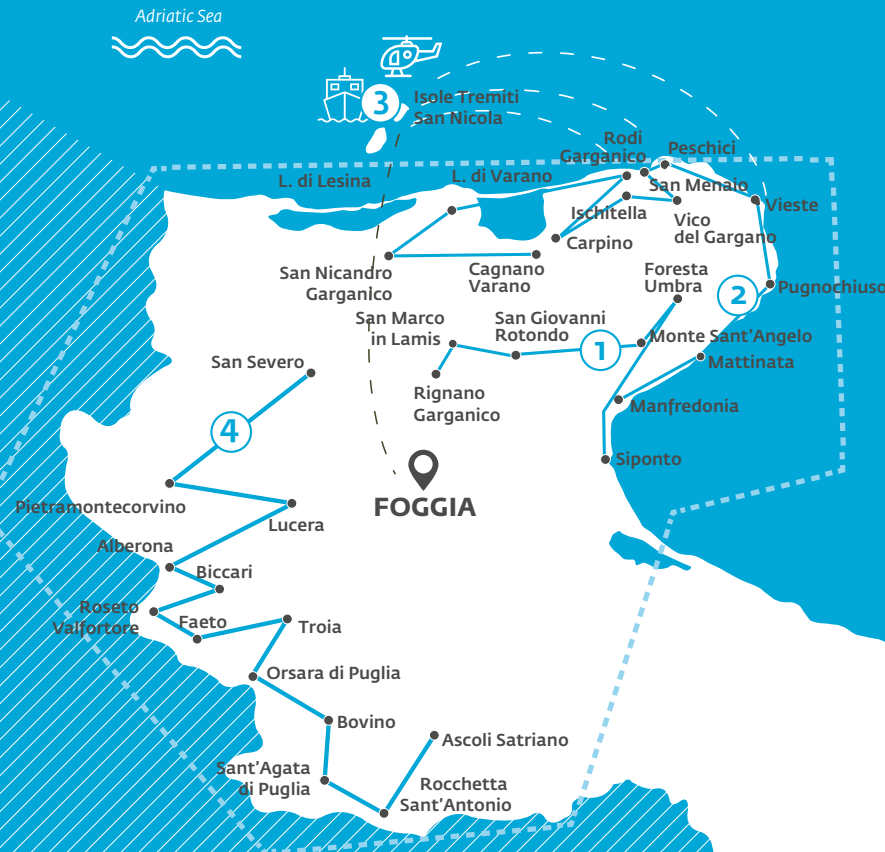 Adriatic Sea
3
Isole Tremiti
San Nicola
Rodi
Garganico
Peschici
L. di Lesina
L. di Varano
San Menaio
Ischitella
Vieste
Vico
del Gargano
Carpino
San Nicandro
Garganico
Cagnano
Varano
Foresta
Umbra
2
Pugnochiuso
San Marco
in Lamis
San Giovanni
Rotondo
1
Monte Sant'Angelo
Mattinata
San Severo
Rignano
Garganico
Manfredonia
4
Siponto
FOGGIA
Pietramontecorvino
Lucera
Alberona
Biccari
Roseto
Valfortore
Faeto
Troia
Orsara di Puglia
Bovino
Ascoli Satriano
Sant'Agata
di Puglia
Rocchetta
Sant'Antonio